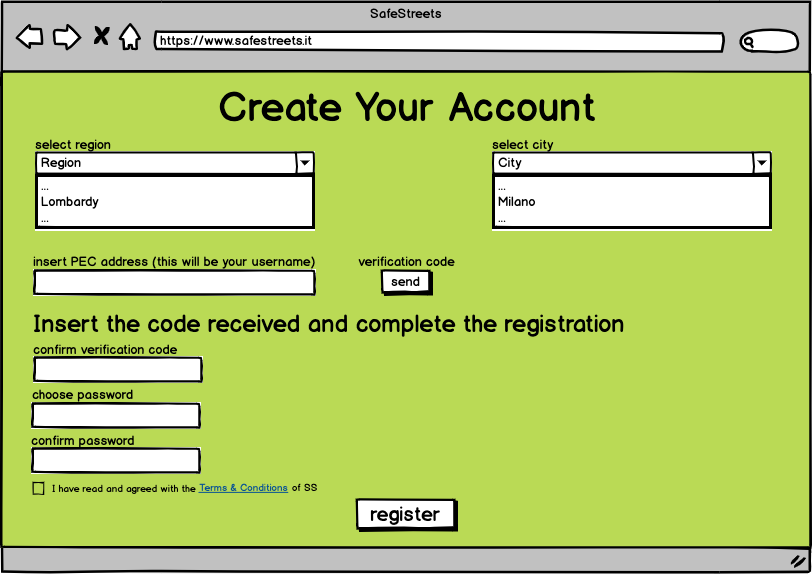 SafeStreets
https://www.safestreets.it
Create Your Account
select region
select city
Region
City
...
...
Lombardy
Milano
...
...
insert PEC address (this will be your username)
verification code
send
Insert the code received and complete the registration
confirm verification code
choose password
confirm password
I have read and agreed with the Terms & Conditions of SS
register